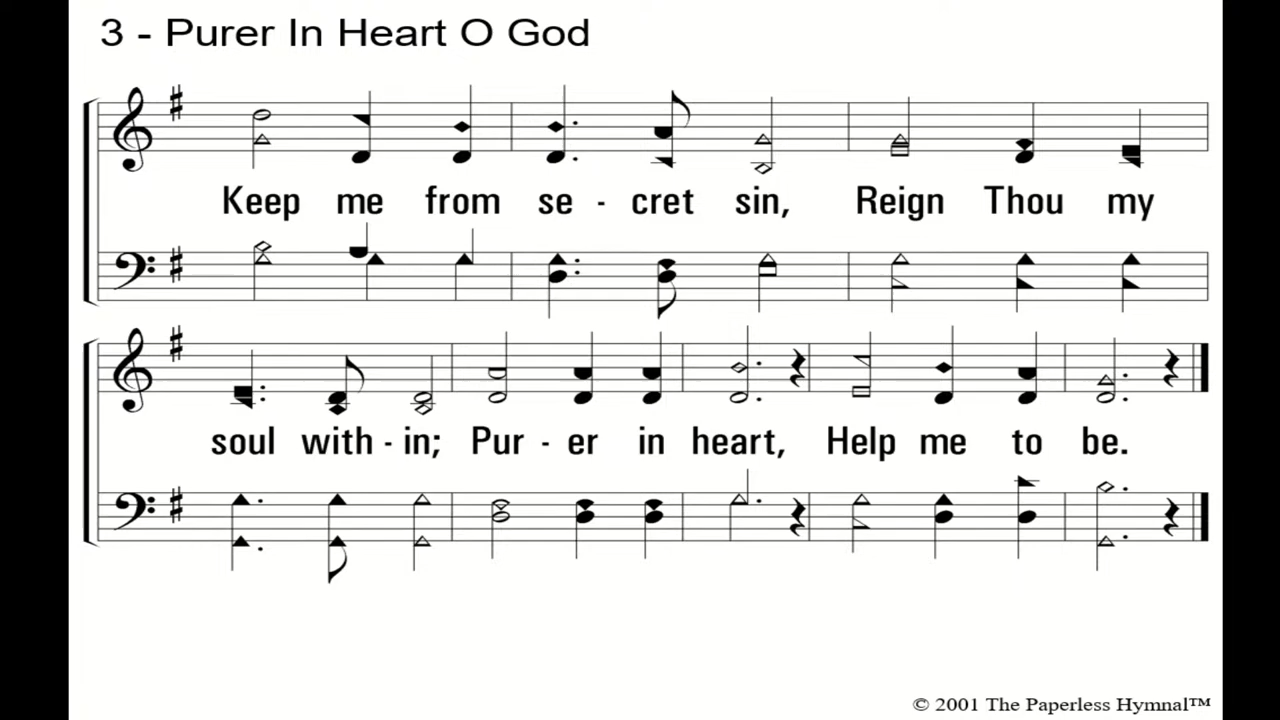 3 - Purer In Heart O God
Keep me from se - cret sin, Reign Thou my
soul with - in; Pur - er in heart, Help me to be.
© 2001 The Paperless Hymnal™